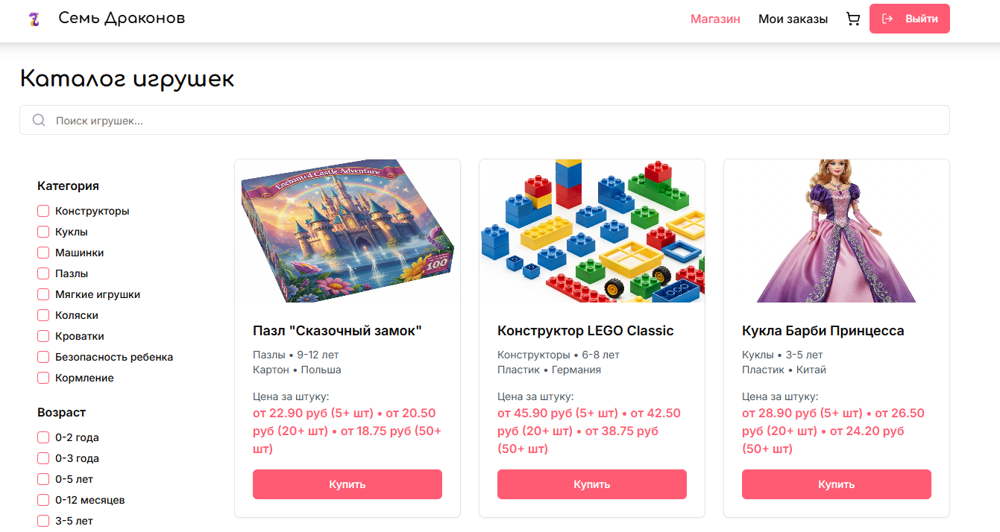 Семь Драконов
Магазин
Мои заказы
Выйти
Каталог игрушек
Поиск игрушек...
Категория
Конструкторы
Куклы
Машинки
Пазлы
Мягкие игрушки
Коляски
Кроватки
Безопасность ребенка
Кормление
Возраст
0-2 года
0-3 года
0-5 лет
0-12 месяцев
3-5 лет
Enchanted Castle Adventure
100
Пазл "Сказочный замок"
Пазлы • 9-12 лет
Картон • Польша
Цена за штуку:
от 22.90 руб (5+ шт) • от 20.50
руб (20+ шт) • от 18.75 руб (50+
шт)
Купить
Конструктор LEGO Classic
Конструкторы • 6-8 лет
Пластик • Германия
Цена за штуку:
от 45.90 руб (5+ шт) • от 42.50
руб (20+ шт) • от 38.75 руб
(50+ шт)
Купить
Кукла Барби Принцесса
Куклы • 3-5 лет
Пластик • Китай
Цена за штуку:
от 28.90 руб (5+ шт) • от 26.50
руб (20+ шт) • от 24.20 руб
(50+ шт)
Купить